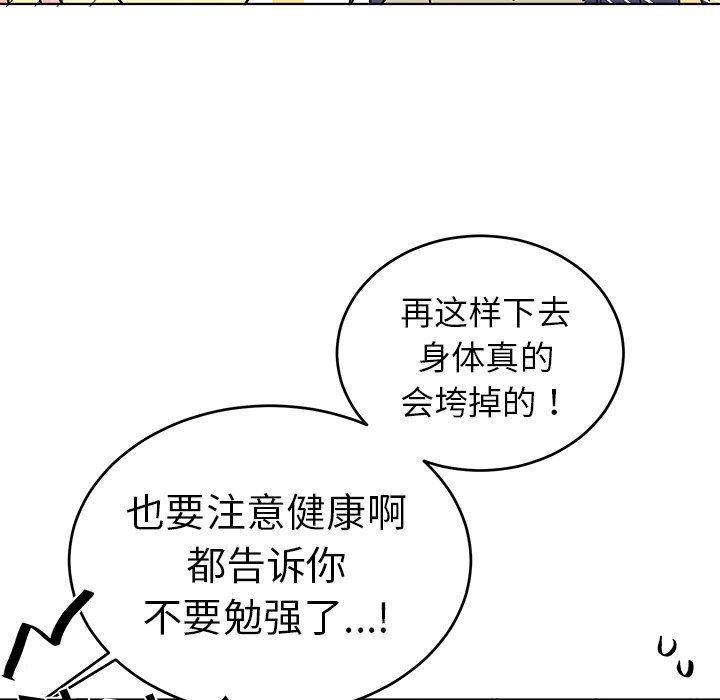 再这样下去
身体真的
会垮掉的！
也要注意健康啊
都告诉你
不要勉强了...!